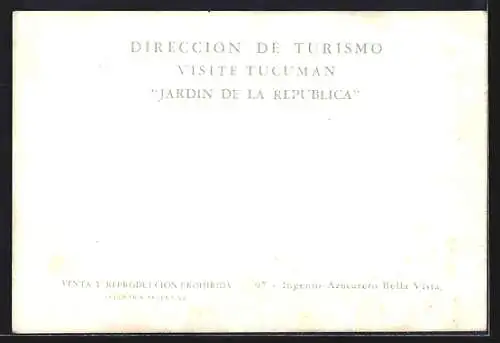 DIRECCION DE TURISMO
VISITE TUCUMAN
"JARDIN DE LA REPUBLICA"
VENTA Y REPRODUCCION PROHIBIDA
97 - Ingenio Azucarero Bella Vista.